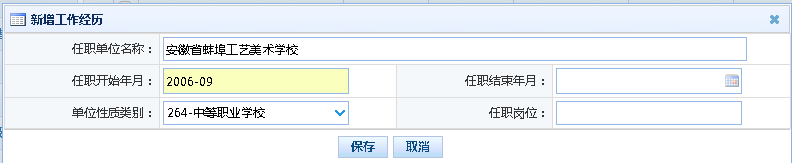 新增工作经历
任职单位名称： 安徽省蚌埠工艺美术学校
任职开始年月： 2006-09 任职结束年月：
单位性质类别： 264-中等职业学校 任职岗位：
保存 取消